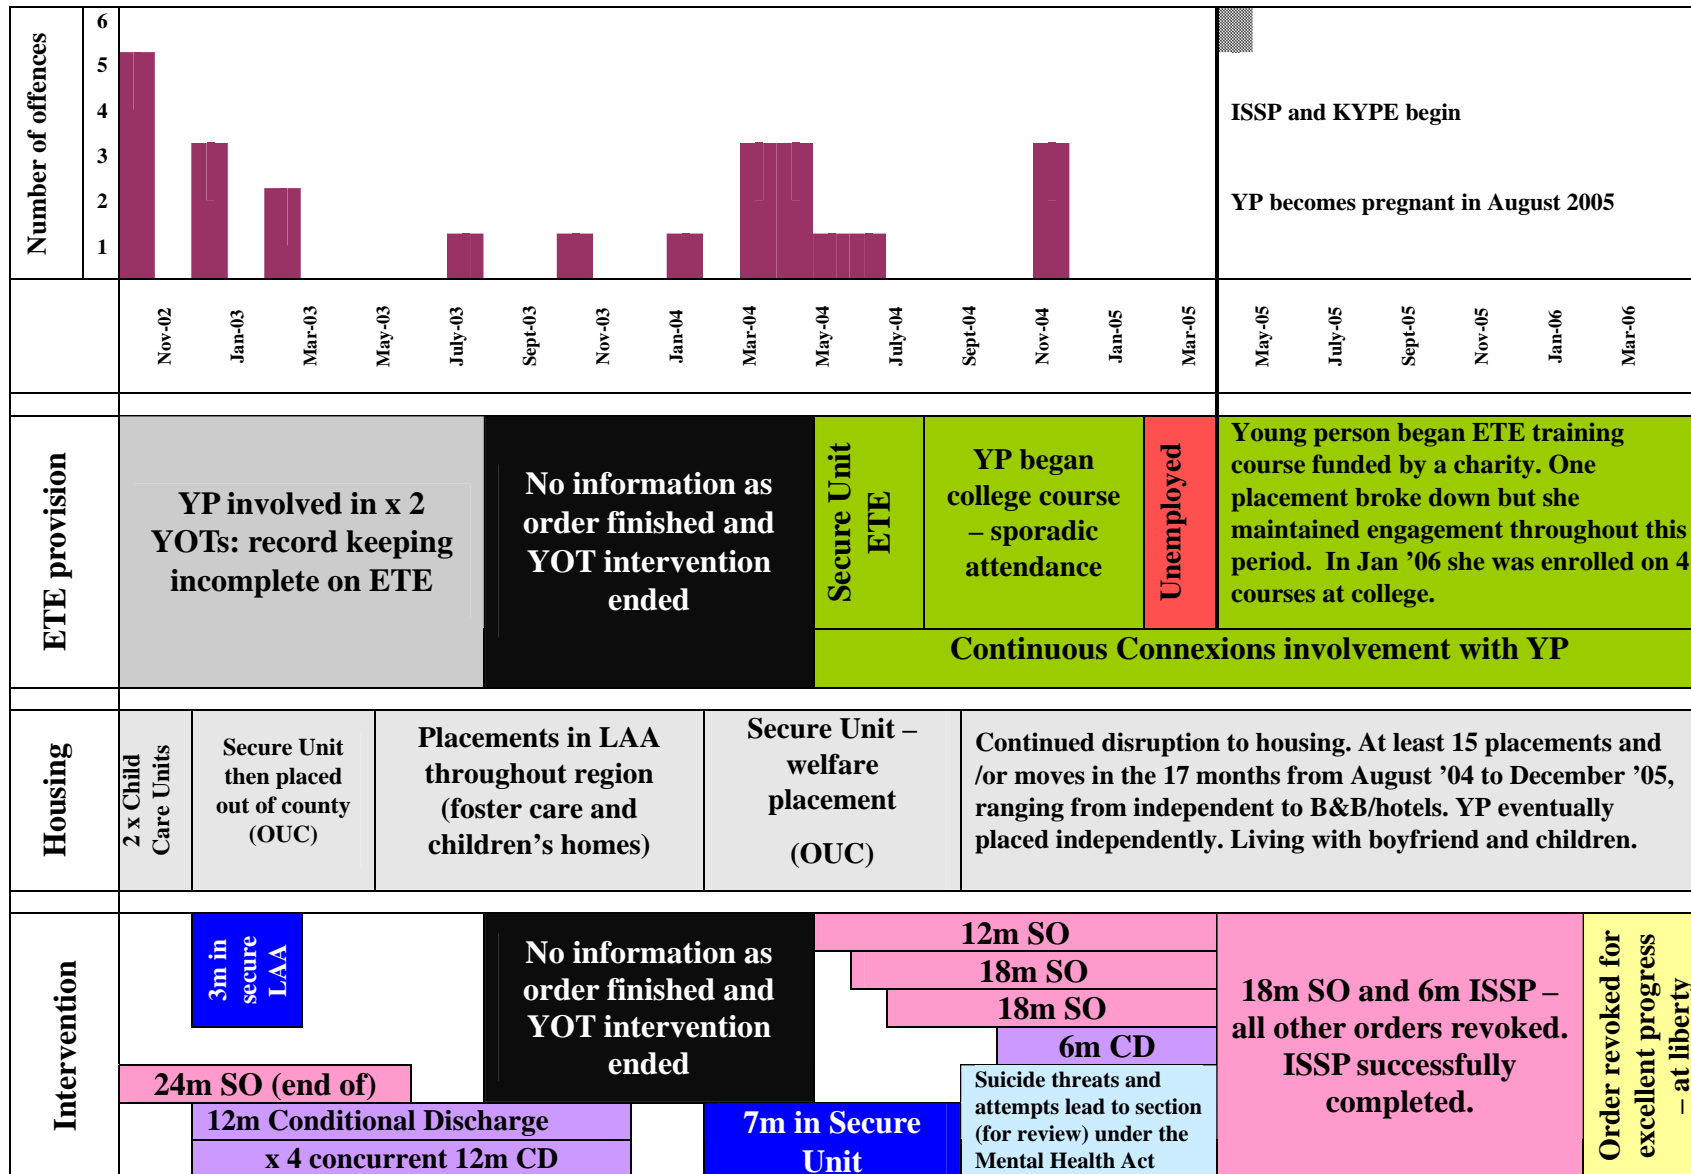 Number of offences
6
5
4
3
2
1
ISSP and KYPE begin
YP becomes pregnant in August 2005
Nov-02
Jan-03
Mar-03
May-03
July-03
Sept-03
Nov-03
Jan-04
Mar-04
May-04
July-04
Sept-04
Nov-04
Jan-05
Mar-05
May-05
July-05
Sept-05
Nov-05
Jan-06
Mar-06
ETE provision
YP involved in x 2
YOTs: record keeping
incomplete on ETE
No information as
order finished and
YOT intervention
ended
Secure Unit
ETE
YP began
college course
– sporadic
attendance
Unemployed
Young person began ETE training
course funded by a charity. One
placement broke down but she
maintained engagement throughout this
period. In Jan ’06 she was enrolled on 4
courses at college.
Continuous Connexions involvement with YP
Housing
2 x Child
Care Units
Secure Unit
then placed
out of county
(OUC)
Placements in LAA
throughout region
(foster care and
children’s homes)
Secure Unit –
welfare
placement
(OUC)
Continued disruption to housing. At least 15 placements and
/or moves in the 17 months from August ’04 to December ’05,
ranging from independent to B&B/hotels. YP eventually
placed independently. Living with boyfriend and children.
Intervention
3m in
secure
LAA
24m SO (end of)
12m Conditional Discharge
x 4 concurrent 12m CD
No information as
order finished and
YOT intervention
ended
7m in Secure
Unit
12m SO
18m SO
18m SO
6m CD
Suicide threats and
attempts lead to section
(for review) under the
Mental Health Act
18m SO and 6m ISSP –
all other orders revoked.
ISSP successfully
completed.
Order revoked for
excellent progress
– at liberty